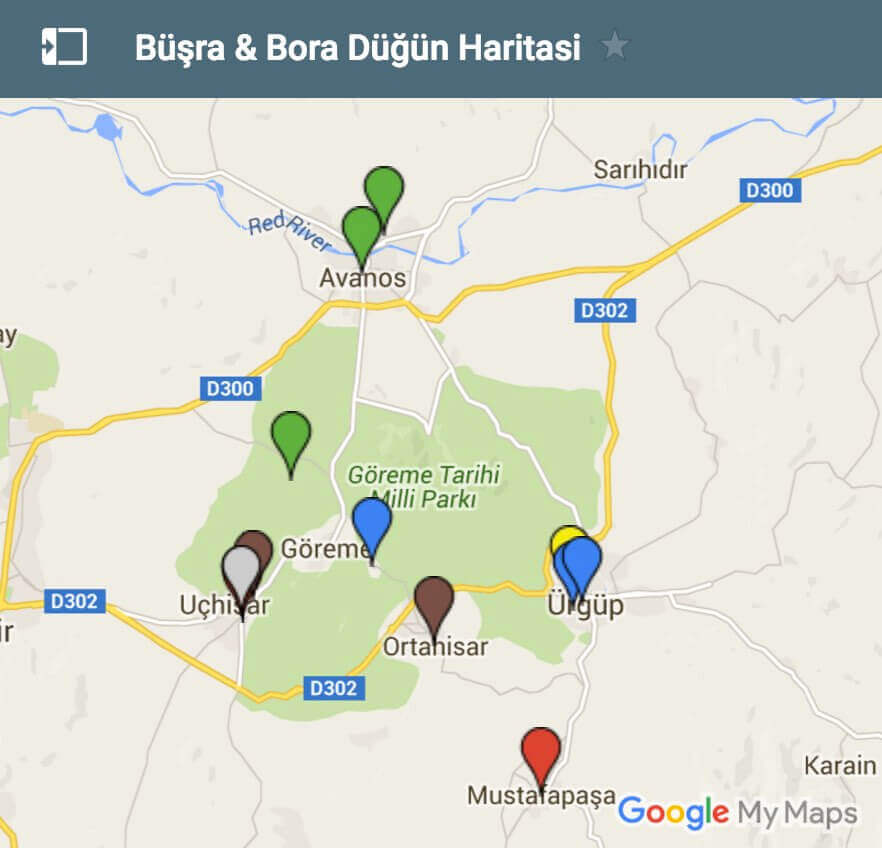 Büşra & Bora Düğün Haritasi
Sarıhıdır
D300
Red River
Avanos
D302
ay
D300
Göreme Tarihi
Milli Parkı
Göreme
D302
Uçhisar
Ürgüp
ir
Ortahisar
D302
Karain
Mustafapaşa
Google My Maps